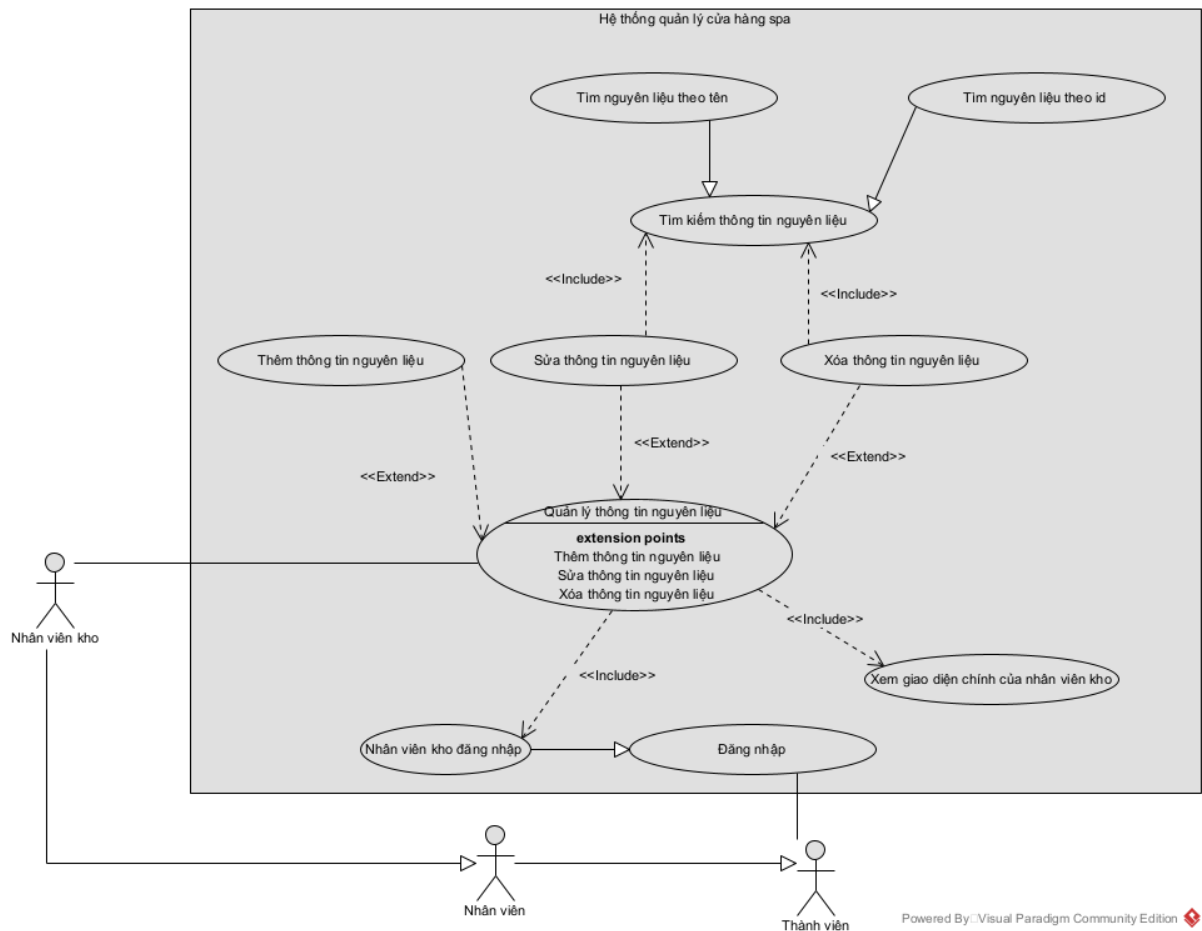 Hệ thống quản lý cửa hàng spa
Tìm nguyên liệu theo tên
Tìm nguyên liệu theo id
Tìm kiếm thông tin nguyên liệu
<<Include>>
<<Include>>
Thêm thông tin nguyên liệu
Sửa thông tin nguyên liệu
Xóa thông tin nguyên liệu
<<Extend>>
<<Extend>>
<<Extend>>
Quản lý thông tin nguyên liệu
extension points
Thêm thông tin nguyên liệu
Sửa thông tin nguyên liệu
Xóa thông tin nguyên liệu
Nhân viên kho
<<Include>>
<<Include>>
Xem giao diện chính của nhân viên kho
Nhân viên kho đăng nhập
Đăng nhập
Nhân viên
Thành viên
Powered By Visual Paradigm Community Edition